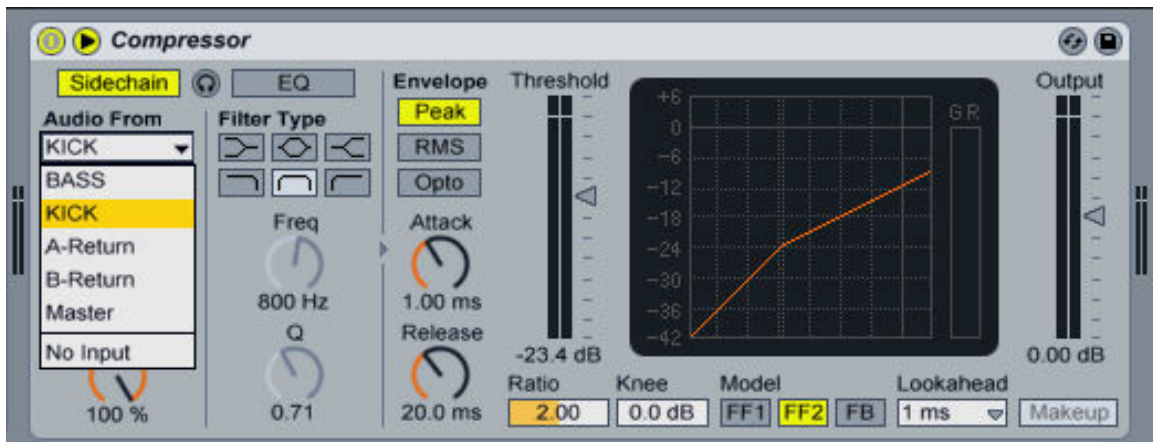 Compressor
Sidechain EQ Envelope Threshold Output
Audio From Filter Type Peak
KICK RMS
BASS Opto
KICK
A-Return Freq Attack
B-Return
Master 800 Hz 1.00 ms
Q Release
No Input
100 % 0.71 20.0 ms
+6 GR
0
-6
-12
-18
-24
-30
-36
-42
-23.4 dB 0.00 dB
Ratio Knee Model Lookahead
2.00 0.0 dB FF1 FF2 FB 1 ms Makeup